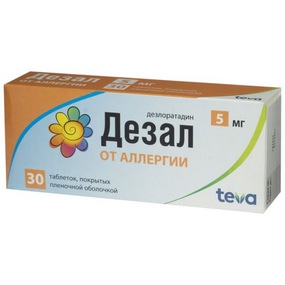 дезлоратадин
5 мг
Дезал
ОТ АЛЛЕРГИИ
30
таблеток, покрытых
пленочной оболочкой
teva